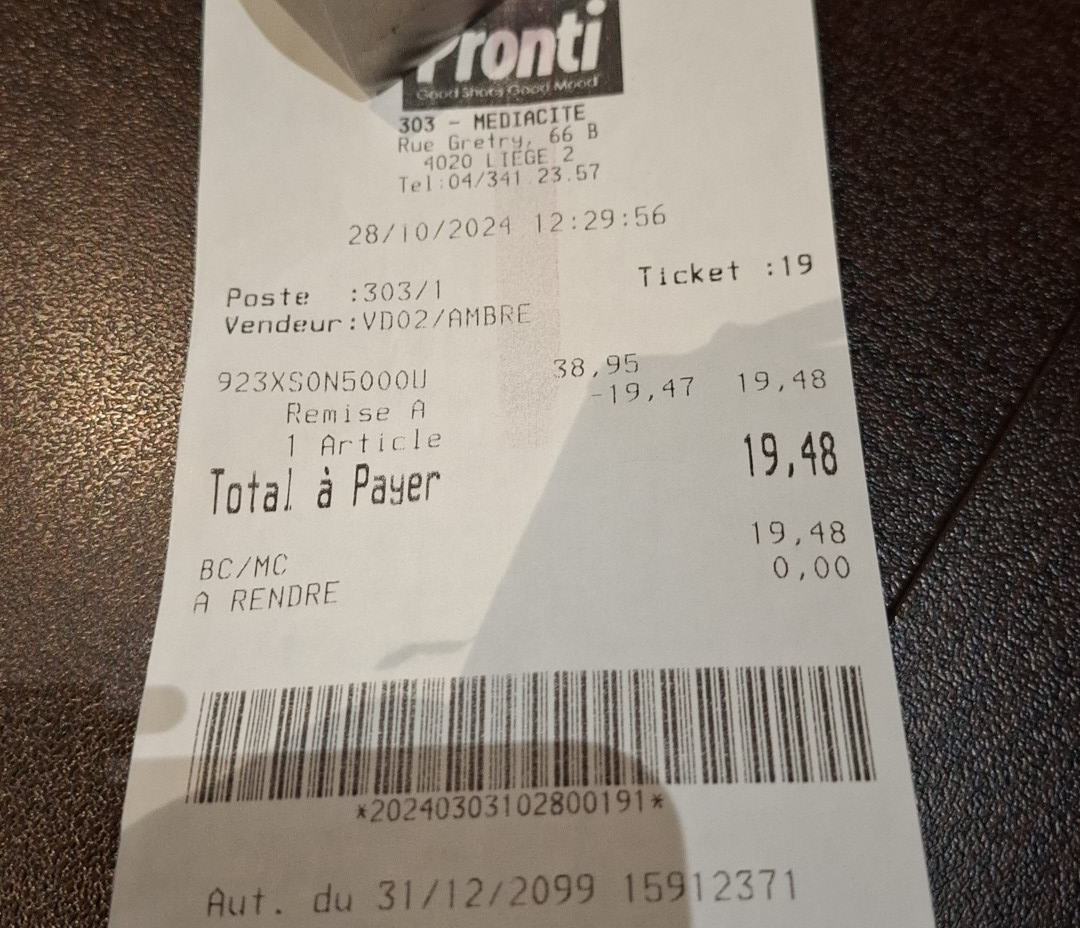 Pronti
Good Shoes Good Mood
303 - MEDIACITE
Rue Gretry, 66 B
4020 LIEGE 2
Tel:04/341.23.57
28/10/2024 12:29:56
Poste :303/1 Ticket :19
Vendeur:VD02/AMBRE
923XSON5000U 38,95
Remise A -19,47 19,48
1 Article
Total à Payer 19,48
BC/MC 19,48
A RENDRE 0,00
*20240303102800191*
Aut. du 31/12/2099 15912371